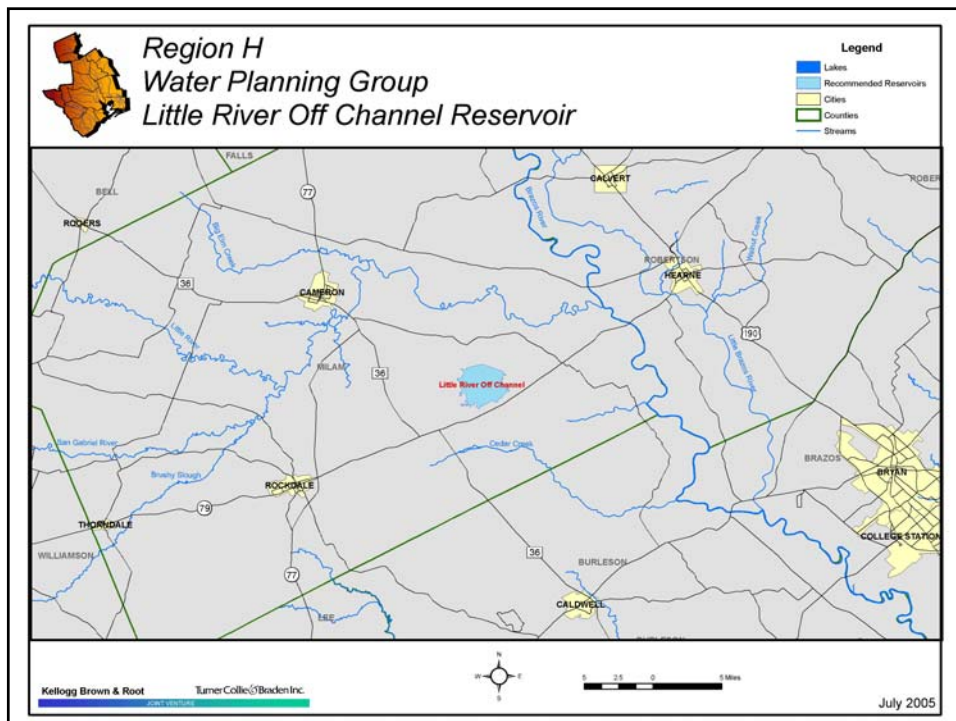 Region H
Water Planning Group
Little River Off Channel Reservoir
Legend
Lakes
Recommended Reservoirs
Cities
Counties
Streams
FALLS
BELL
ROGERS
77
CALVERT
ROBER
Brazos River
Big Elm Creek
Walnut Creek
ROBERTSON
HEARNE
36
CAMERON
Little River
190
MILAM
36
Little River Off Channel
Little Brazos River
San Gabriel River
Cedar Creek
Brushy Slough
BRAZOS
BRYAN
ROCKDALE
79
THORNDALE
COLLEGE STATION
WILLIAMSON
36
BURLESON
77
CALDWELL
LEE
BURLESON
N
W E
S
5 2.5 0 5 Miles
Kellogg Brown & Root TurnerCollie&Braden Inc.
JOINT VENTURE
July 2005